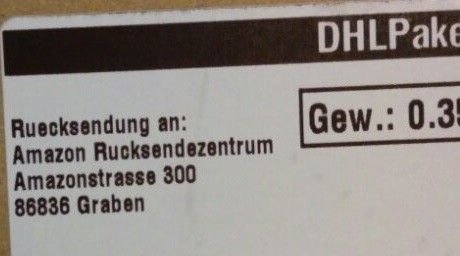 DHLPake
Gew.: 0.35
Ruecksendung an:
Amazon Rucksendezentrum
Amazonstrasse 300
86836 Graben